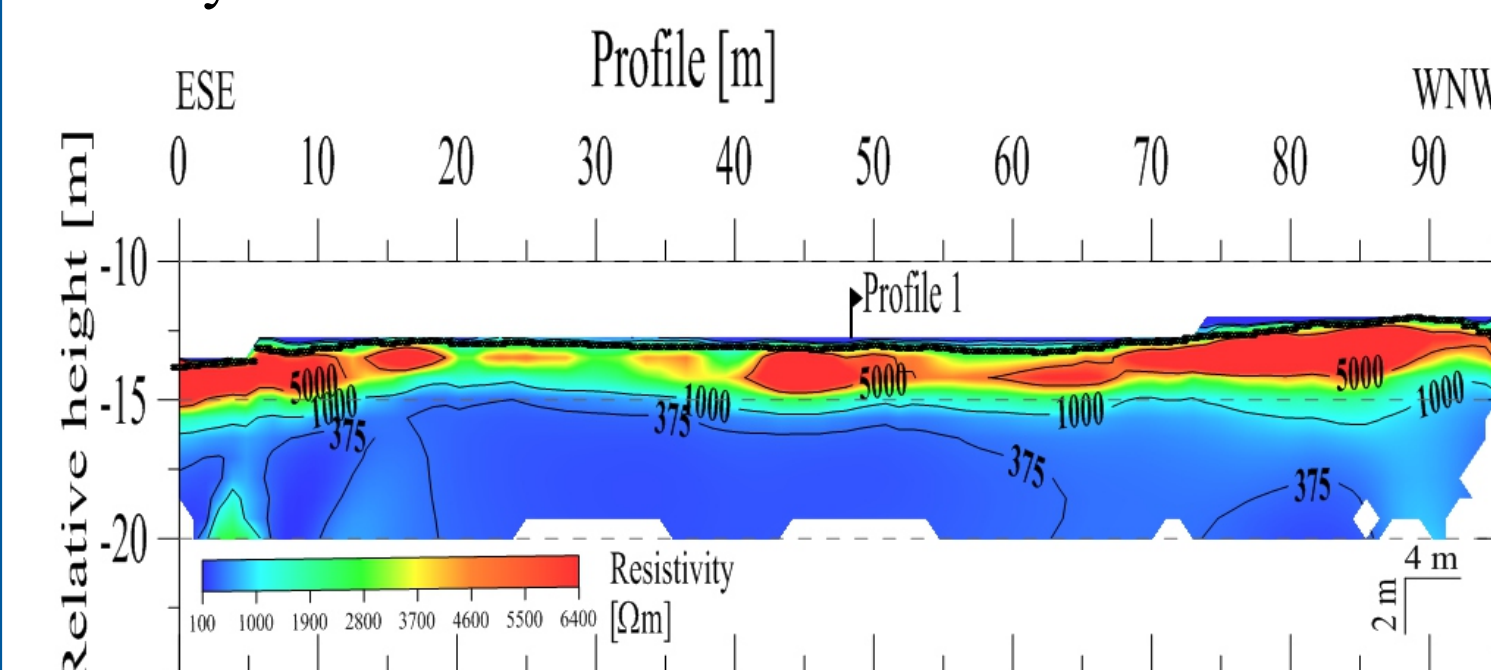 Profile [m]
ESE
WNW
0 10 20 30 40 50 60 70 80 90
Relative height [m]
-10
Profile 1
5000 5000 5000
-15
1000 1000 1000 1000
375 375 375 375
-20
4 m
2 m
Resistivity
[Ωm]
100 1000 1900 2800 3700 4600 5500 6400